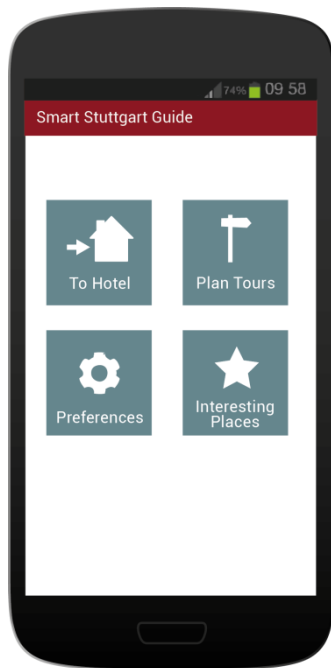 74% 09 58
Smart Stuttgart Guide
To Hotel
Plan Tours
Preferences
Interesting
Places